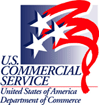 U.S.
COMMERCIAL
SERVICE
United States of America
Department of Commerce